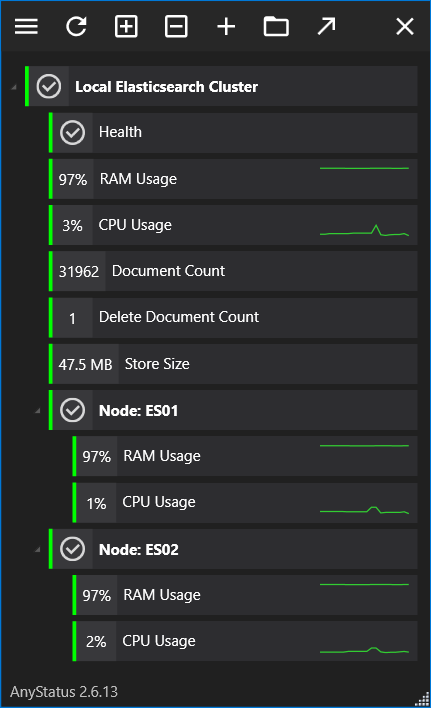 Local Elasticsearch Cluster
Health
97% RAM Usage
3% CPU Usage
31962 Document Count
1 Delete Document Count
47.5 MB Store Size
Node: ES01
97% RAM Usage
1% CPU Usage
Node: ES02
97% RAM Usage
2% CPU Usage
AnyStatus 2.6.13